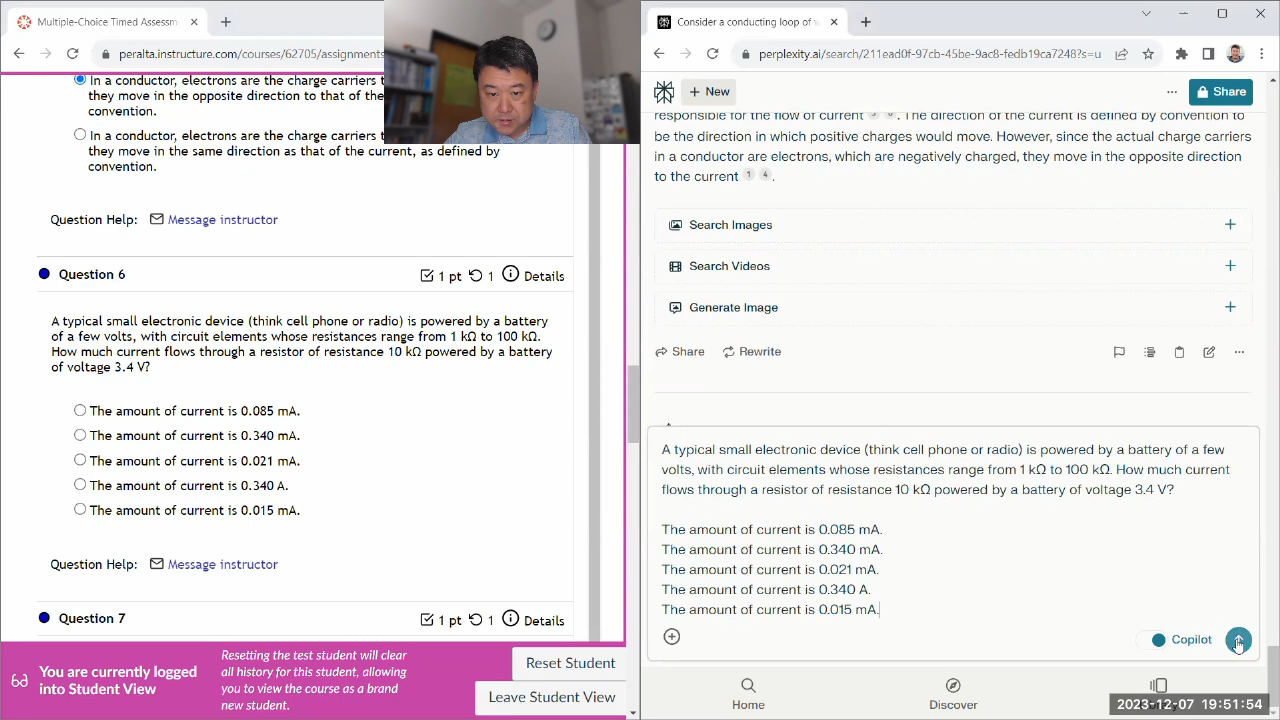 Multiple-Choice Timed Assessm
peralta.instructure.com/courses/62705/assignments
In a conductor, electrons are the charge carriers
they move in the opposite direction to that of the
convention.
In a conductor, electrons are the charge carriers
they move in the same direction as that of the current, as defined by
convention.
Question Help: Message instructor
Question 6
1 pt 1 Details
A typical small electronic device (think cell phone or radio) is powered by a battery
of a few volts, with circuit elements whose resistances range from 1 kΩ to 100 kΩ.
How much current flows through a resistor of resistance 10 kΩ powered by a battery
of voltage 3.4 V?
The amount of current is 0.085 mA.
The amount of current is 0.340 mA.
The amount of current is 0.021 mA.
The amount of current is 0.340 A.
The amount of current is 0.015 mA.
Question Help: Message instructor
Question 7
1 pt 1 Details
You are currently logged
into Student View
Resetting the test student will clear
all history for this student, allowing
you to view the course as a brand
new student.
Reset Student
Leave Student View
Consider a conducting loop of
perplexity.ai/search/211ead0f-97cb-435e-9ac8-fedb19ca7248?s=u
New
Share
responsible for the flow of current
. The direction of the current is defined by convention to
be the direction in which positive charges would move. However, since the actual charge carriers
in a conductor are electrons, which are negatively charged, they move in the opposite direction
to the current 1 4 .
Search Images
Search Videos
Generate Image
Share Rewrite
A typical small electronic device (think cell phone or radio) is powered by a battery of a few
volts, with circuit elements whose resistances range from 1 kΩ to 100 kΩ. How much current
flows through a resistor of resistance 10 kΩ powered by a battery of voltage 3.4 V?
The amount of current is 0.085 mA.
The amount of current is 0.340 mA.
The amount of current is 0.021 mA.
The amount of current is 0.340 A.
The amount of current is 0.015 mA.
Copilot
Home
Discover
2023-12-07 19:51:54